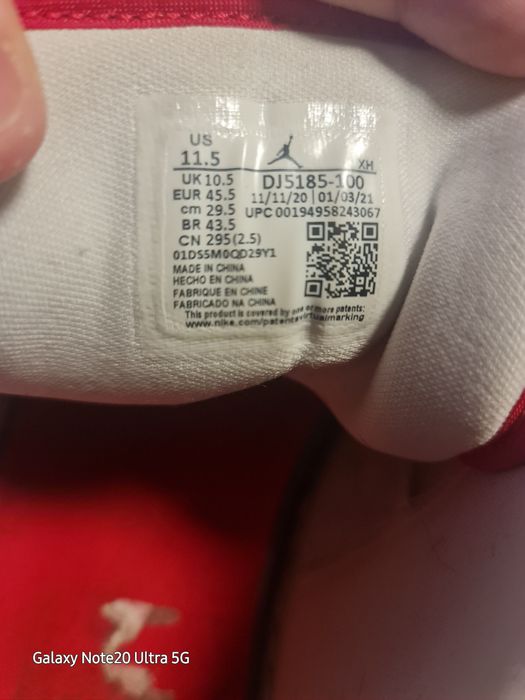 US
11.5
XH
UK 10.5
EUR 45.5
cm 29.5
BR 43.5
CN 295(2.5)
DJ5185-100
11/11/20 | 01/03/21
UPC 00194958243067
01DS5M0QD29Y1
MADE IN CHINA
HECHO EN CHINA
FABRIQUE EN CHINE
FABRICADO NA CHINA
This product is covered by one or more patents:
www.nike.com/patentsvirtualmarking
Galaxy Note20 Ultra 5G